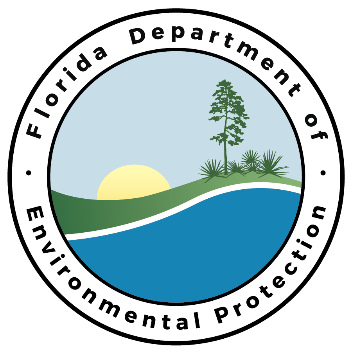 Florida Department of
Environmental Protection